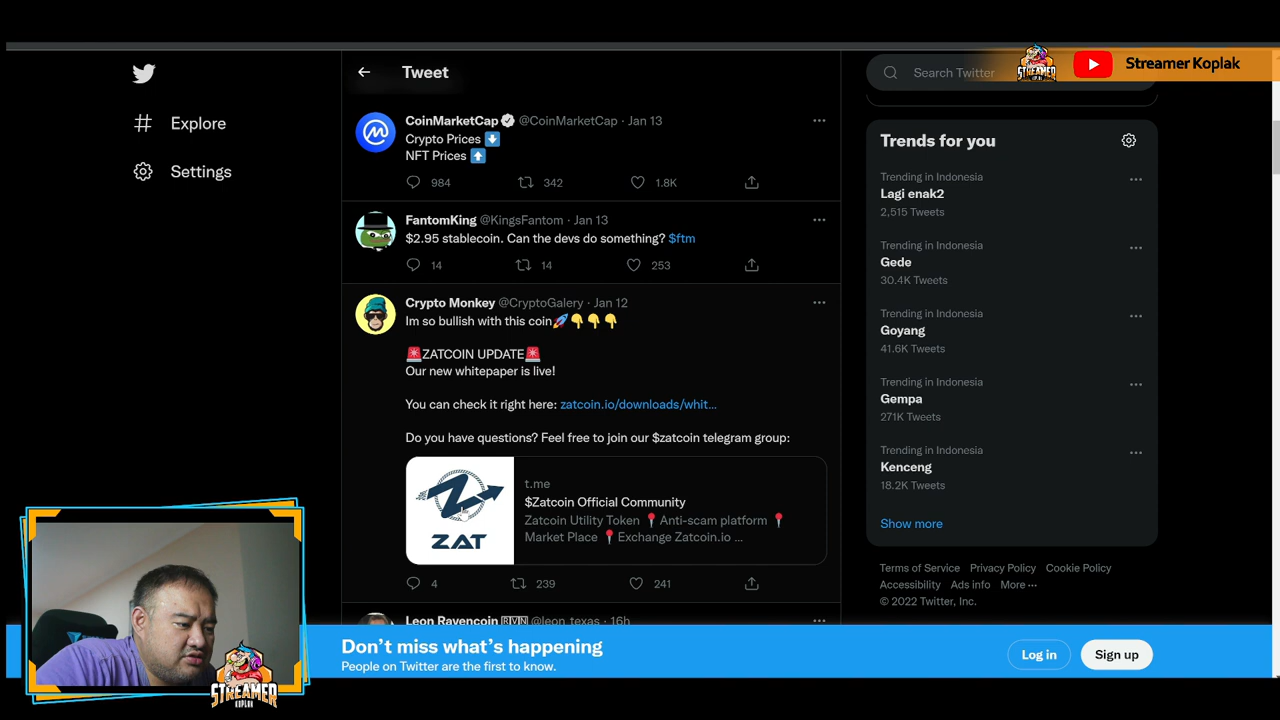 Tweet
Search Twitter
Streamer Koplak
STREAMER
Explore
Settings
CoinMarketCap @CoinMarketCap · Jan 13
Crypto Prices ⬇️
NFT Prices ⬆️
984 342 1.8K
FantomKing @KingsFantom · Jan 13
$2.95 stablecoin. Can the devs do something? $ftm
14 14 253
Crypto Monkey @CryptoGalery · Jan 12
Im so bullish with this coin🚀👇👇👇
🚨ZATCOIN UPDATE🚨
Our new whitepaper is live!
You can check it right here: zatcoin.io/downloads/whit…
Do you have questions? Feel free to join our $zatcoin telegram group:
ZAT
t.me
$Zatcoin Official Community
Zatcoin Utility Token 📍Anti-scam platform 📍
Market Place 📍Exchange Zatcoin.io ...
4 239 241
Leon Ravencoin RVN @leon_texas · 16h
Trends for you
Trending in Indonesia
Lagi enak2
2,515 Tweets
Trending in Indonesia
Gede
30.4K Tweets
Trending in Indonesia
Goyang
41.6K Tweets
Trending in Indonesia
Gempa
271K Tweets
Trending in Indonesia
Kenceng
18.2K Tweets
Show more
Terms of Service Privacy Policy Cookie Policy
Accessibility Ads info More ···
© 2022 Twitter, Inc.
Don't miss what's happening
People on Twitter are the first to know.
Log in
Sign up
STREAMER
KOPLAK